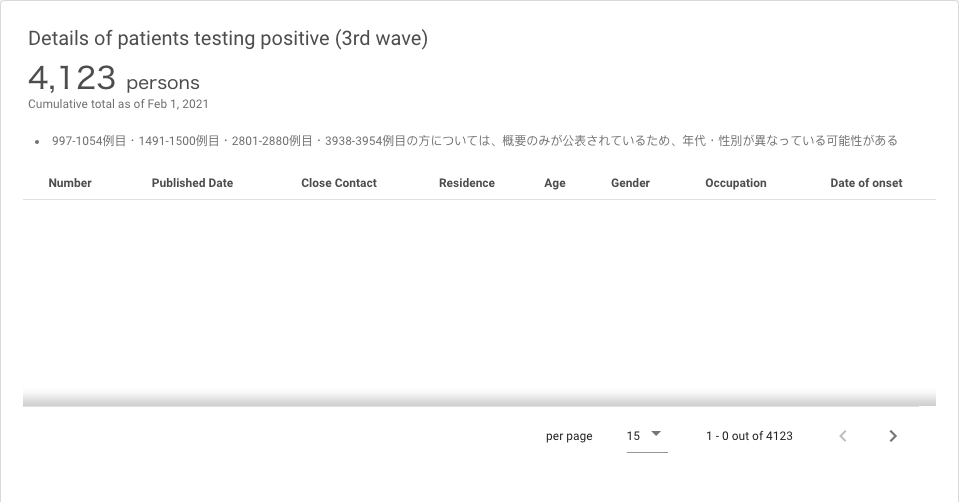 Details of patients testing positive (3rd wave)
4,123 persons
Cumulative total as of Feb 1, 2021
• 997-1054例目・1491-1500例目・2801-2880例目・3938-3954例目の方については、概要のみが公表されているため、年代・性別が異なっている可能性がある
Number Published Date Close Contact Residence Age Gender Occupation Date of onset
per page 15 1 - 0 out of 4123